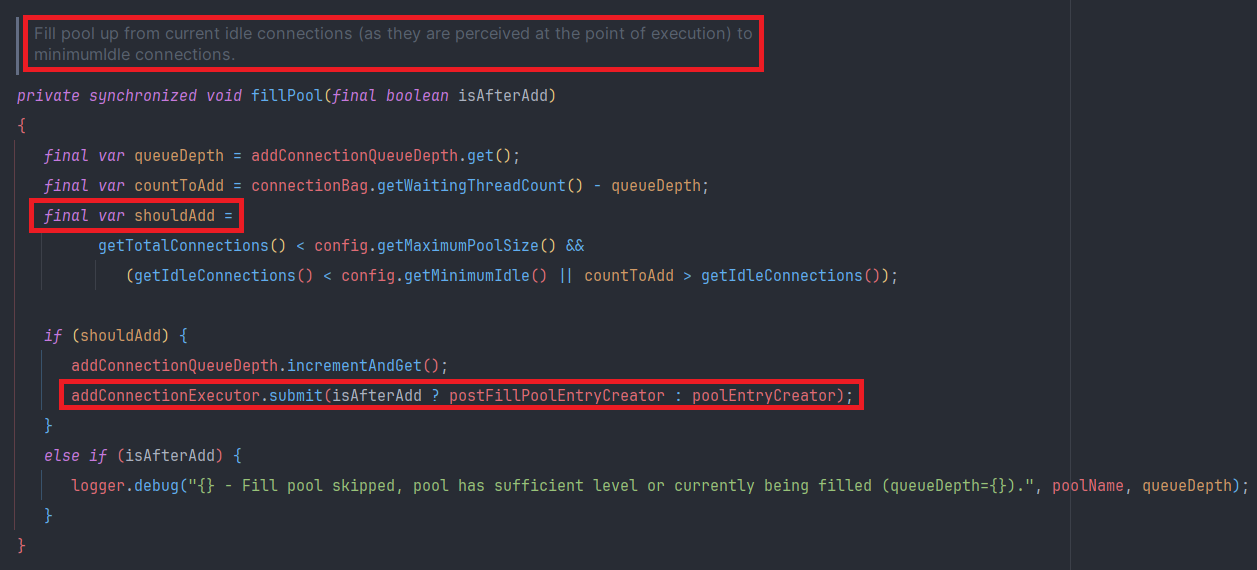 Fill pool up from current idle connections (as they are perceived at the point of execution) to
minimumIdle connections.
private synchronized void fillPool(final boolean isAfterAdd)
{
final var queueDepth = addConnectionQueueDepth.get();
final var countToAdd = connectionBag.getWaitingThreadCount() - queueDepth;
final var shouldAdd =
getTotalConnections() < config.getMaximumPoolSize() &&
(getIdleConnections() < config.getMinimumIdle() || countToAdd > getIdleConnections());
if (shouldAdd) {
addConnectionQueueDepth.incrementAndGet();
addConnectionExecutor.submit(isAfterAdd ? postFillPoolEntryCreator : poolEntryCreator);
}
else if (isAfterAdd) {
logger.debug("{} - Fill pool skipped, pool has sufficient level or currently being filled (queueDepth={}).", poolName, queueDepth);
}
}